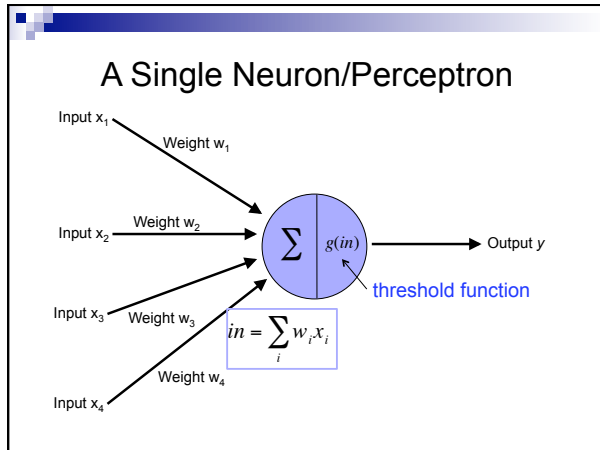 A Single Neuron/Perceptron
Input x₁
Weight w₁
Input x₂
Weight w₂
∑
g(in)
Output y
threshold function
Input x₃
Weight w₃
in = ∑ᵢ wᵢxᵢ
Weight w₄
Input x₄